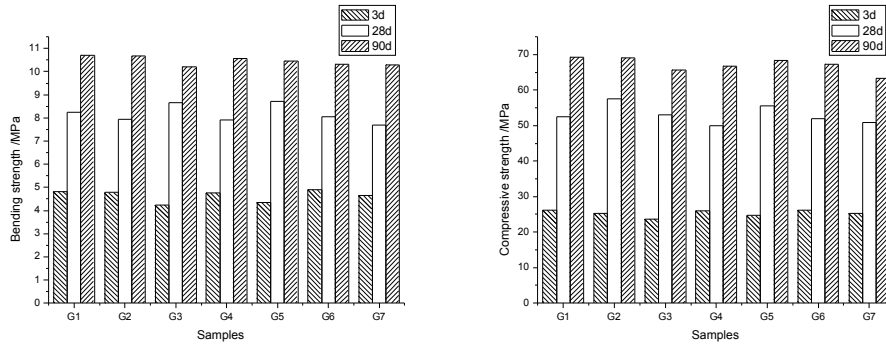 3d
28d
90d
11
10
9
8
7
6
5
4
3
2
1
0
Bending strength /MPa
G1 G2 G3 G4 G5 G6 G7
Samples
3d
28d
90d
70
60
50
40
30
20
10
0
Compressive strength /MPa
G1 G2 G3 G4 G5 G6 G7
Samples